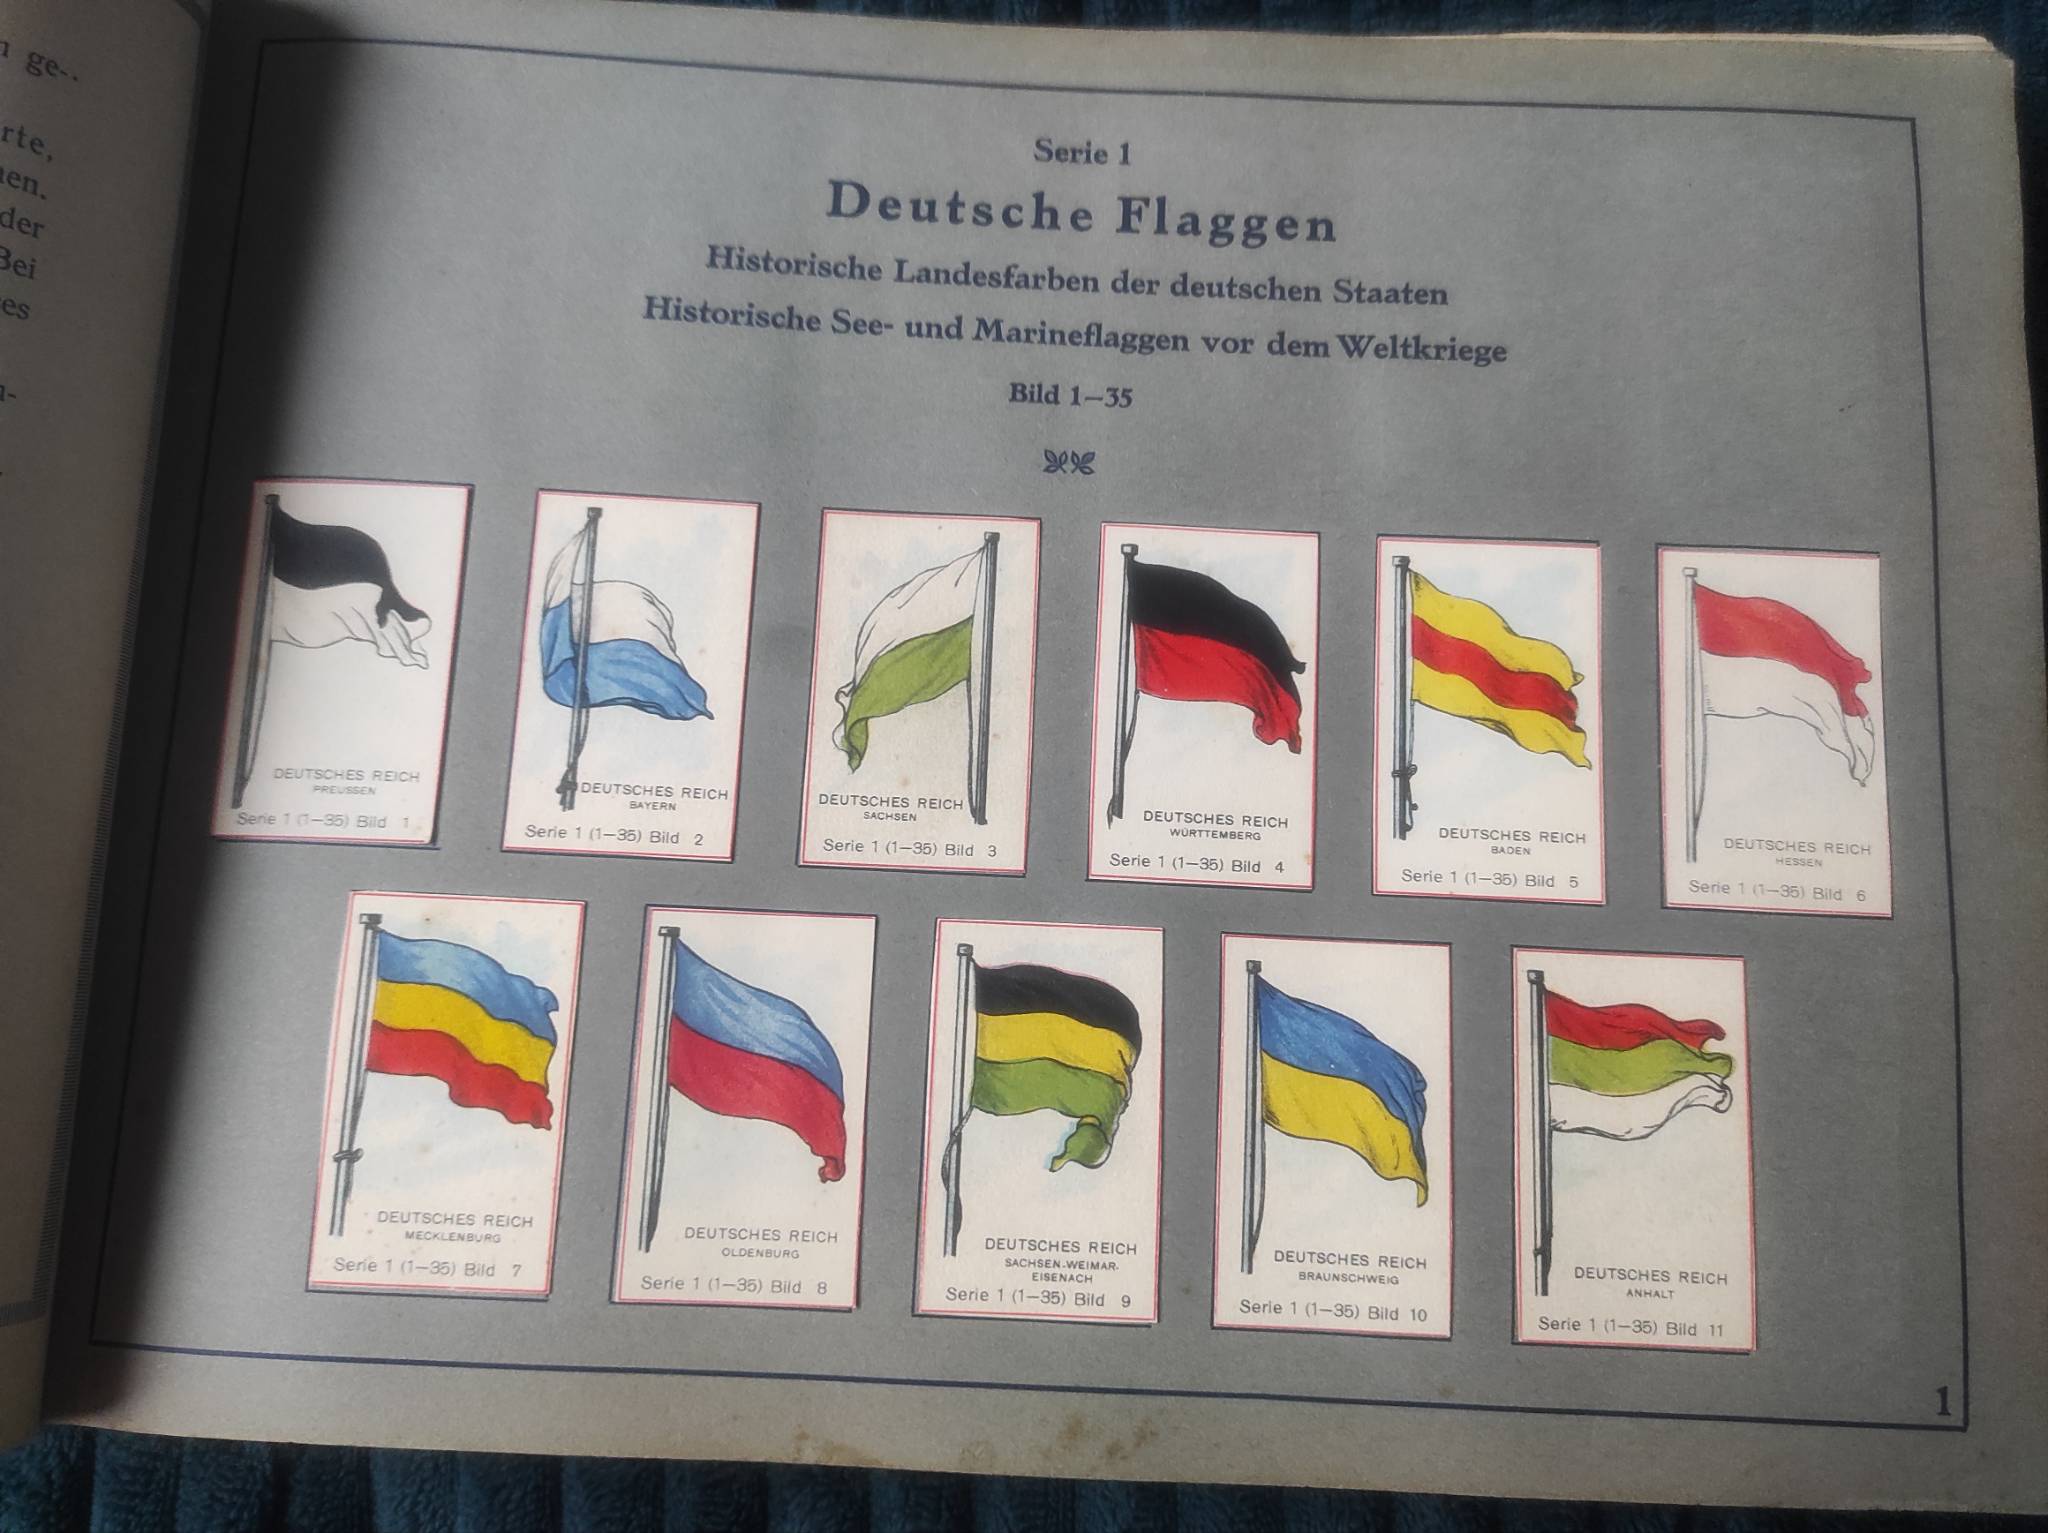 ge-
rte,
der
Bei
es
Serie 1
Deutsche Flaggen
Historische Landesfarben der deutschen Staaten
Historische See- und Marineflaggen vor dem Weltkriege
Bild 1—35
DEUTSCHES REICH
PREUSSEN
Serie 1 (1—35) Bild 1
DEUTSCHES REICH
BAYERN
Serie 1 (1—35) Bild 2
DEUTSCHES REICH
SACHSEN
Serie 1 (1—35) Bild 3
DEUTSCHES REICH
WÜRTTEMBERG
Serie 1 (1—35) Bild 4
DEUTSCHES REICH
BADEN
Serie 1 (1—35) Bild 5
DEUTSCHES REICH
HESSEN
Serie 1 (1—35) Bild 6
DEUTSCHES REICH
MECKLENBURG
Serie 1 (1—35) Bild 7
DEUTSCHES REICH
OLDENBURG
Serie 1 (1—35) Bild 8
DEUTSCHES REICH
SACHSEN-WEIMAR-
EISENACH
Serie 1 (1—35) Bild 9
DEUTSCHES REICH
BRAUNSCHWEIG
Serie 1 (1—35) Bild 10
DEUTSCHES REICH
ANHALT
Serie 1 (1—35) Bild 11
1